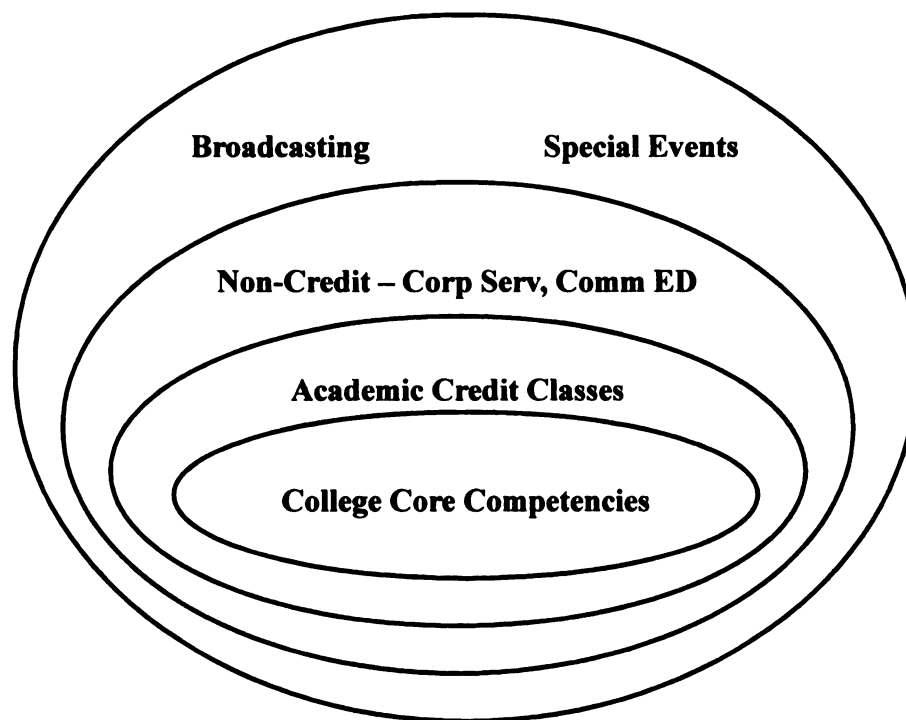 Broadcasting Special Events
Non-Credit – Corp Serv, Comm ED
Academic Credit Classes
College Core Competencies